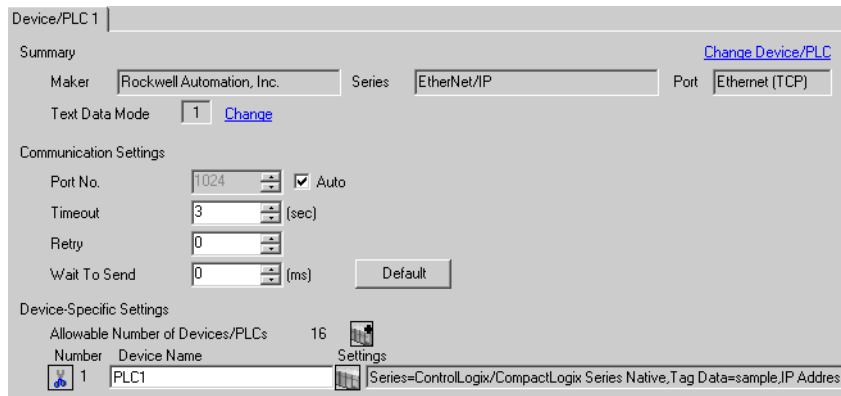 Device/PLC 1
Summary Change Device/PLC
Maker Rockwell Automation, Inc. Series EtherNet/IP Port Ethernet (TCP)
Text Data Mode 1 Change
Communication Settings
Port No. 1024 Auto
Timeout 3 (sec)
Retry 0
Wait To Send 0 (ms) Default
Device-Specific Settings
Allowable Number of Devices/PLCs 16
Number Device Name Settings
1 PLC1 Series=ControlLogix/CompactLogix Series Native,Tag Data=sample,IP Addres